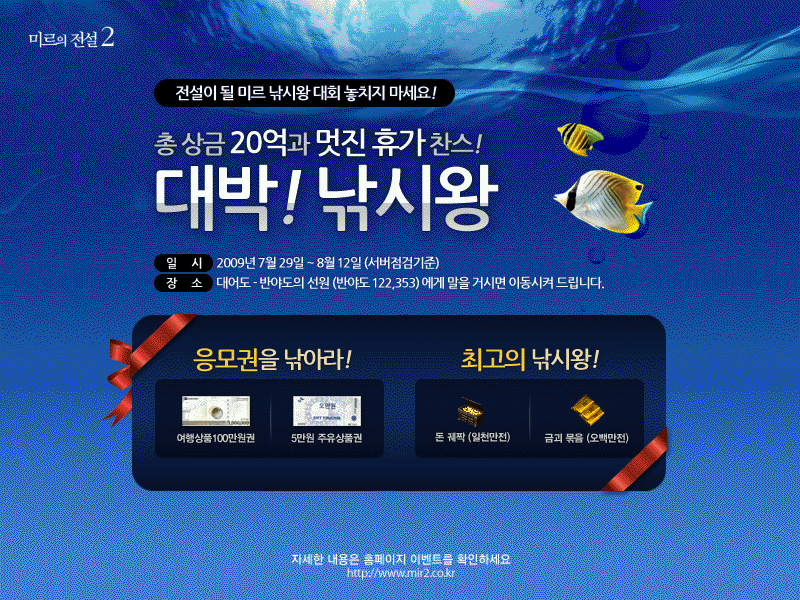 미르의 전설2
전설이 될 미르 낚시왕 대회 놓치지 마세요!
총 상금 20억과 멋진 휴가 찬스!
대박! 낚시왕
일 시 2009년 7월 29일 ~ 8월 12일 (서버점검기준)
장 소 대어도 - 반야도의 선원 (반야도 122,353) 에게 말을 거시면 이동시켜 드립니다.
응모권을 낚아라!
최고의 낚시왕!
오만원
여행상품100만원권
5만원 주유상품권
돈 궤짝 (일천만전)
금괴 묶음 (오백만전)
자세한 내용은 홈페이지 이벤트를 확인하세요
http://www.mir2.co.kr